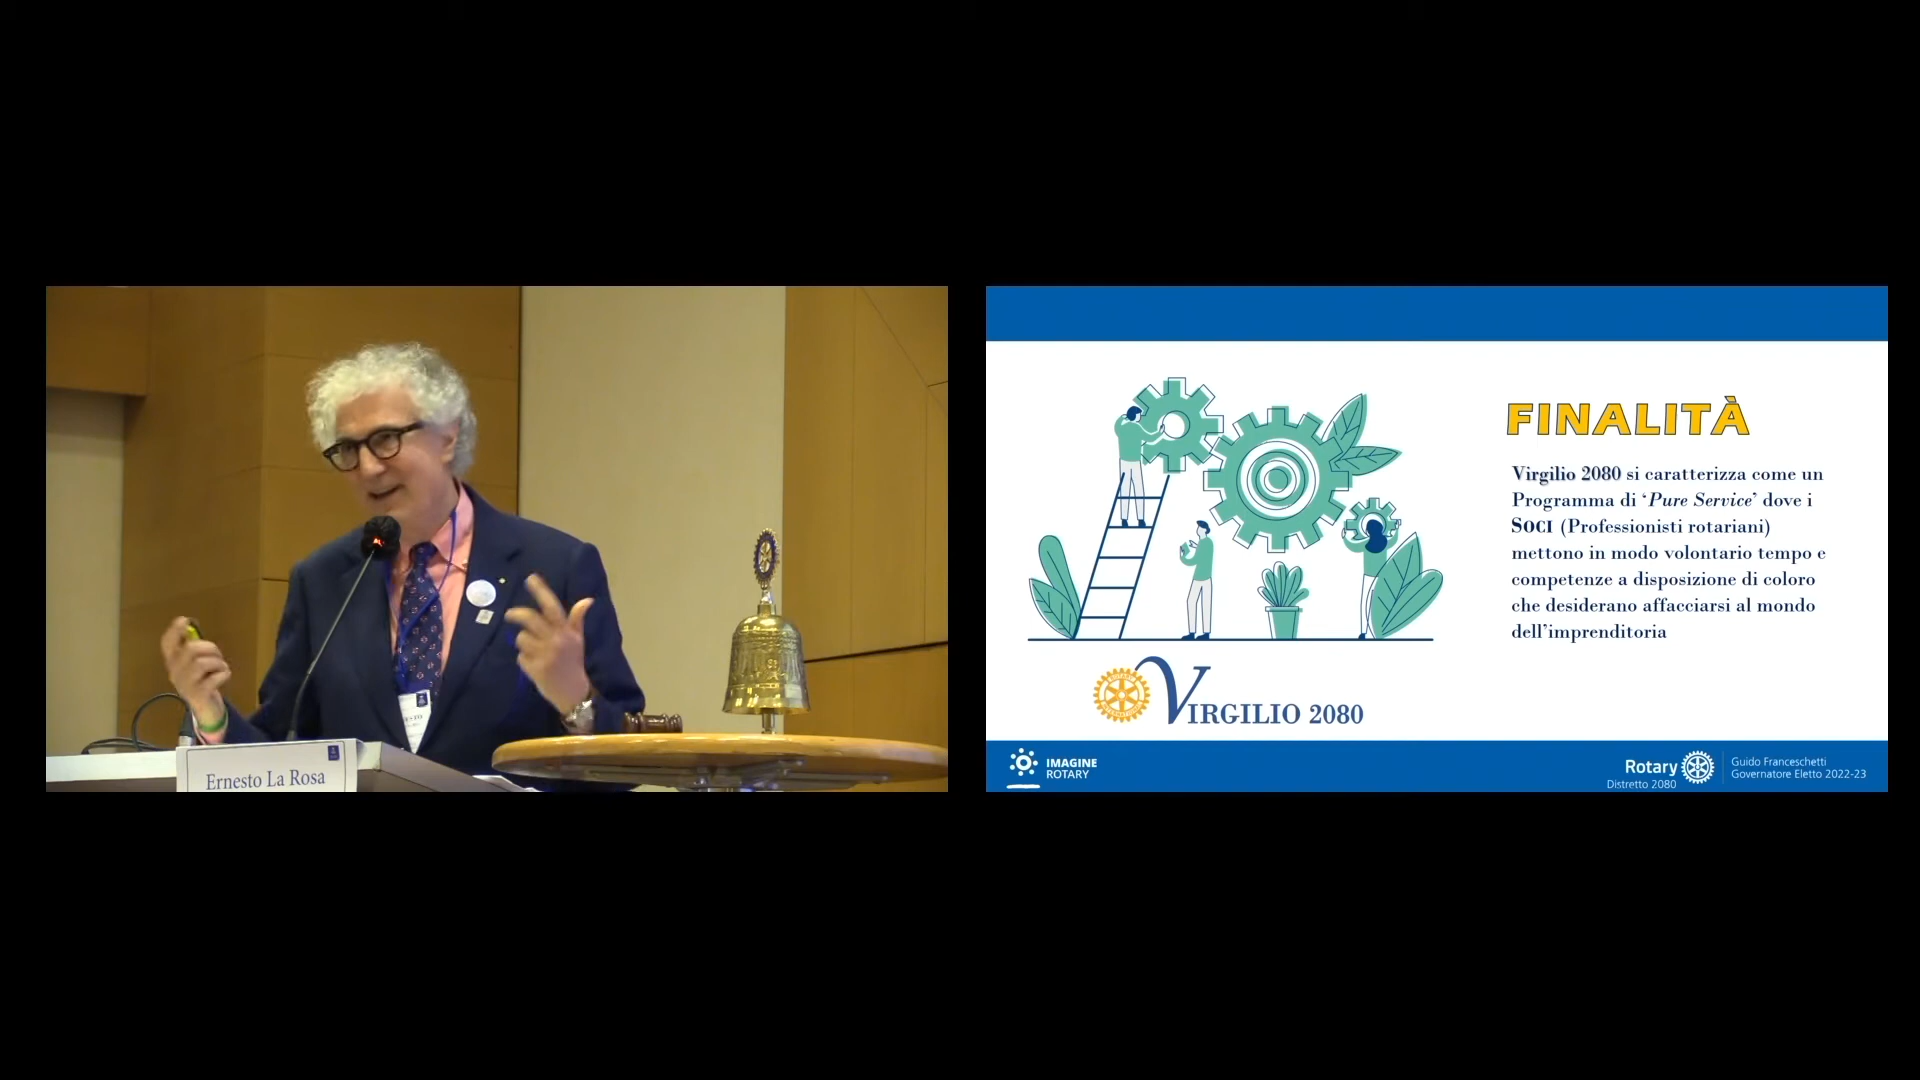 Ernesto La Rosa
FINALITÀ
Virgilio 2080 si caratterizza come un
Programma di ‘Pure Service’ dove i
SOCI (Professionisti rotariani)
mettono in modo volontario tempo e
competenze a disposizione di coloro
che desiderano affacciarsi al mondo
dell’imprenditoria
VIRGILIO 2080
IMAGINE
ROTARY
Rotary
Distretto 2080
Guido Franceschetti
Governatore Eletto 2022-23